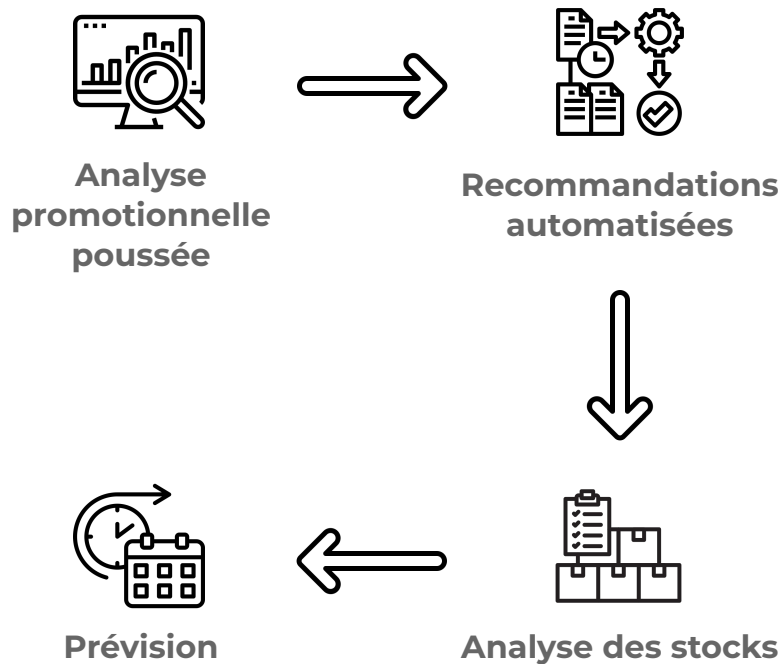 Analyse
promotionnelle
poussée
Recommandations
automatisées
Analyse des stocks
Prévision